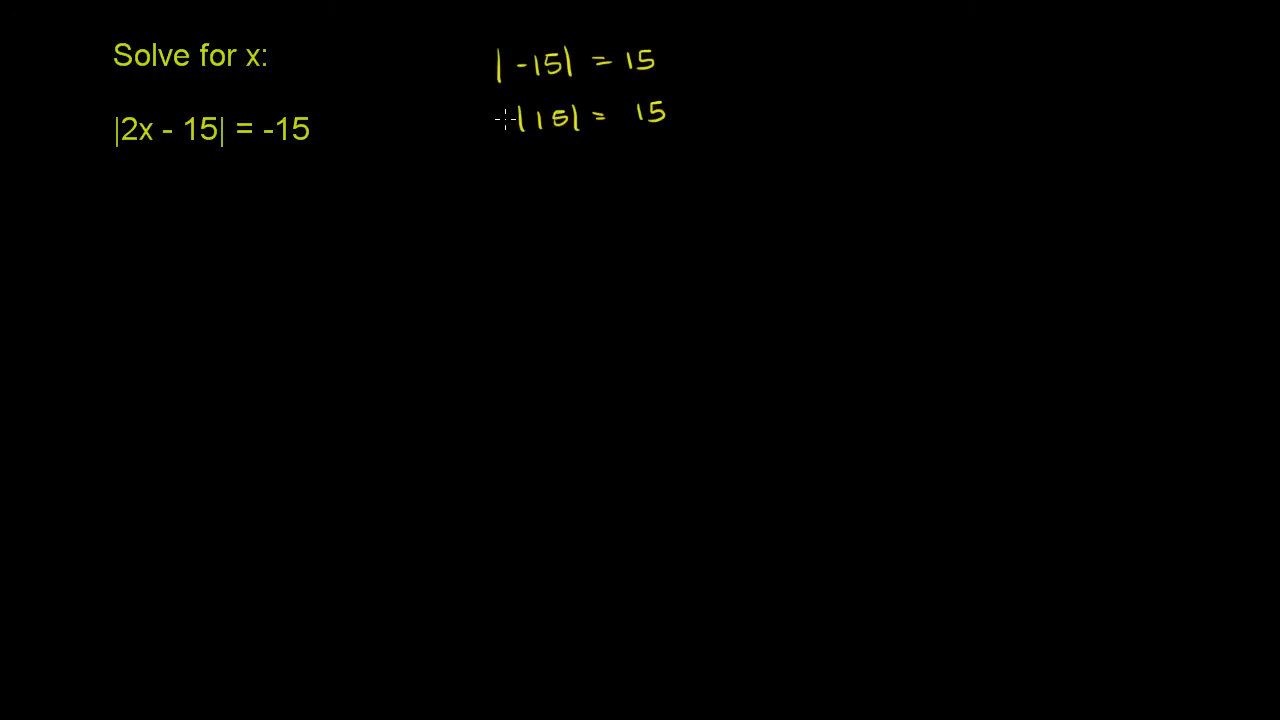 Solve for x:
|2x - 15| = -15
|-15| = 15
|15| = 15